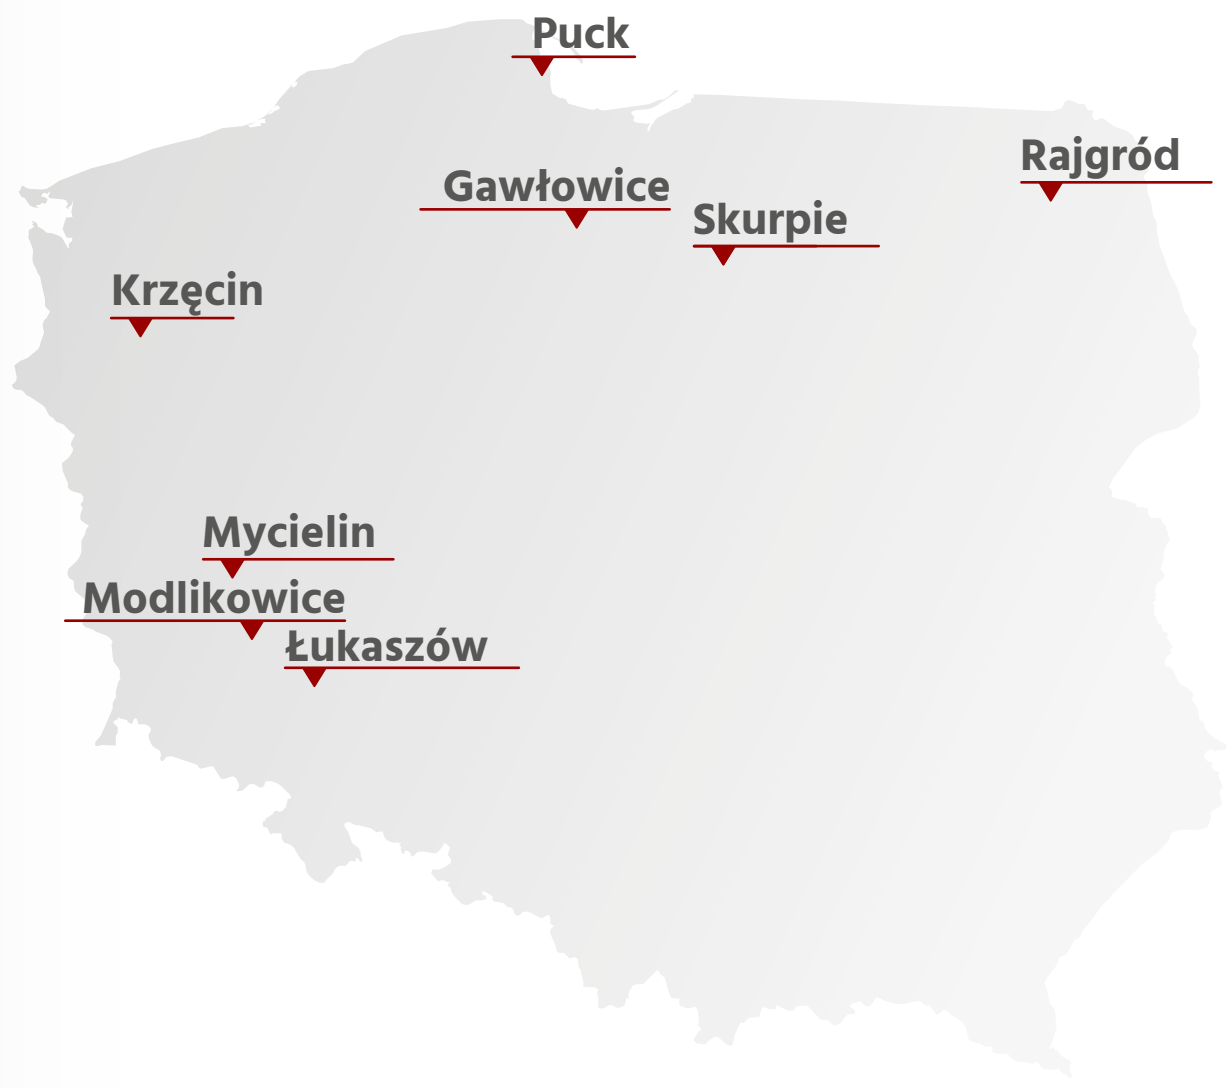 Puck
Rajgród
Gawłowice
Skurpie
Krzęcin
Mycielin
Modlikowice
Łukaszów